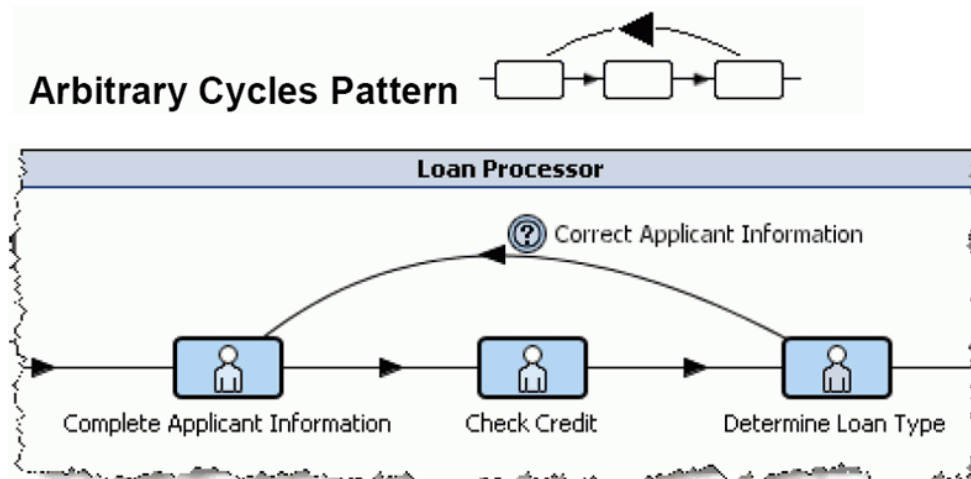 Arbitrary Cycles Pattern
Loan Processor
? Correct Applicant Information
Complete Applicant Information
Check Credit
Determine Loan Type